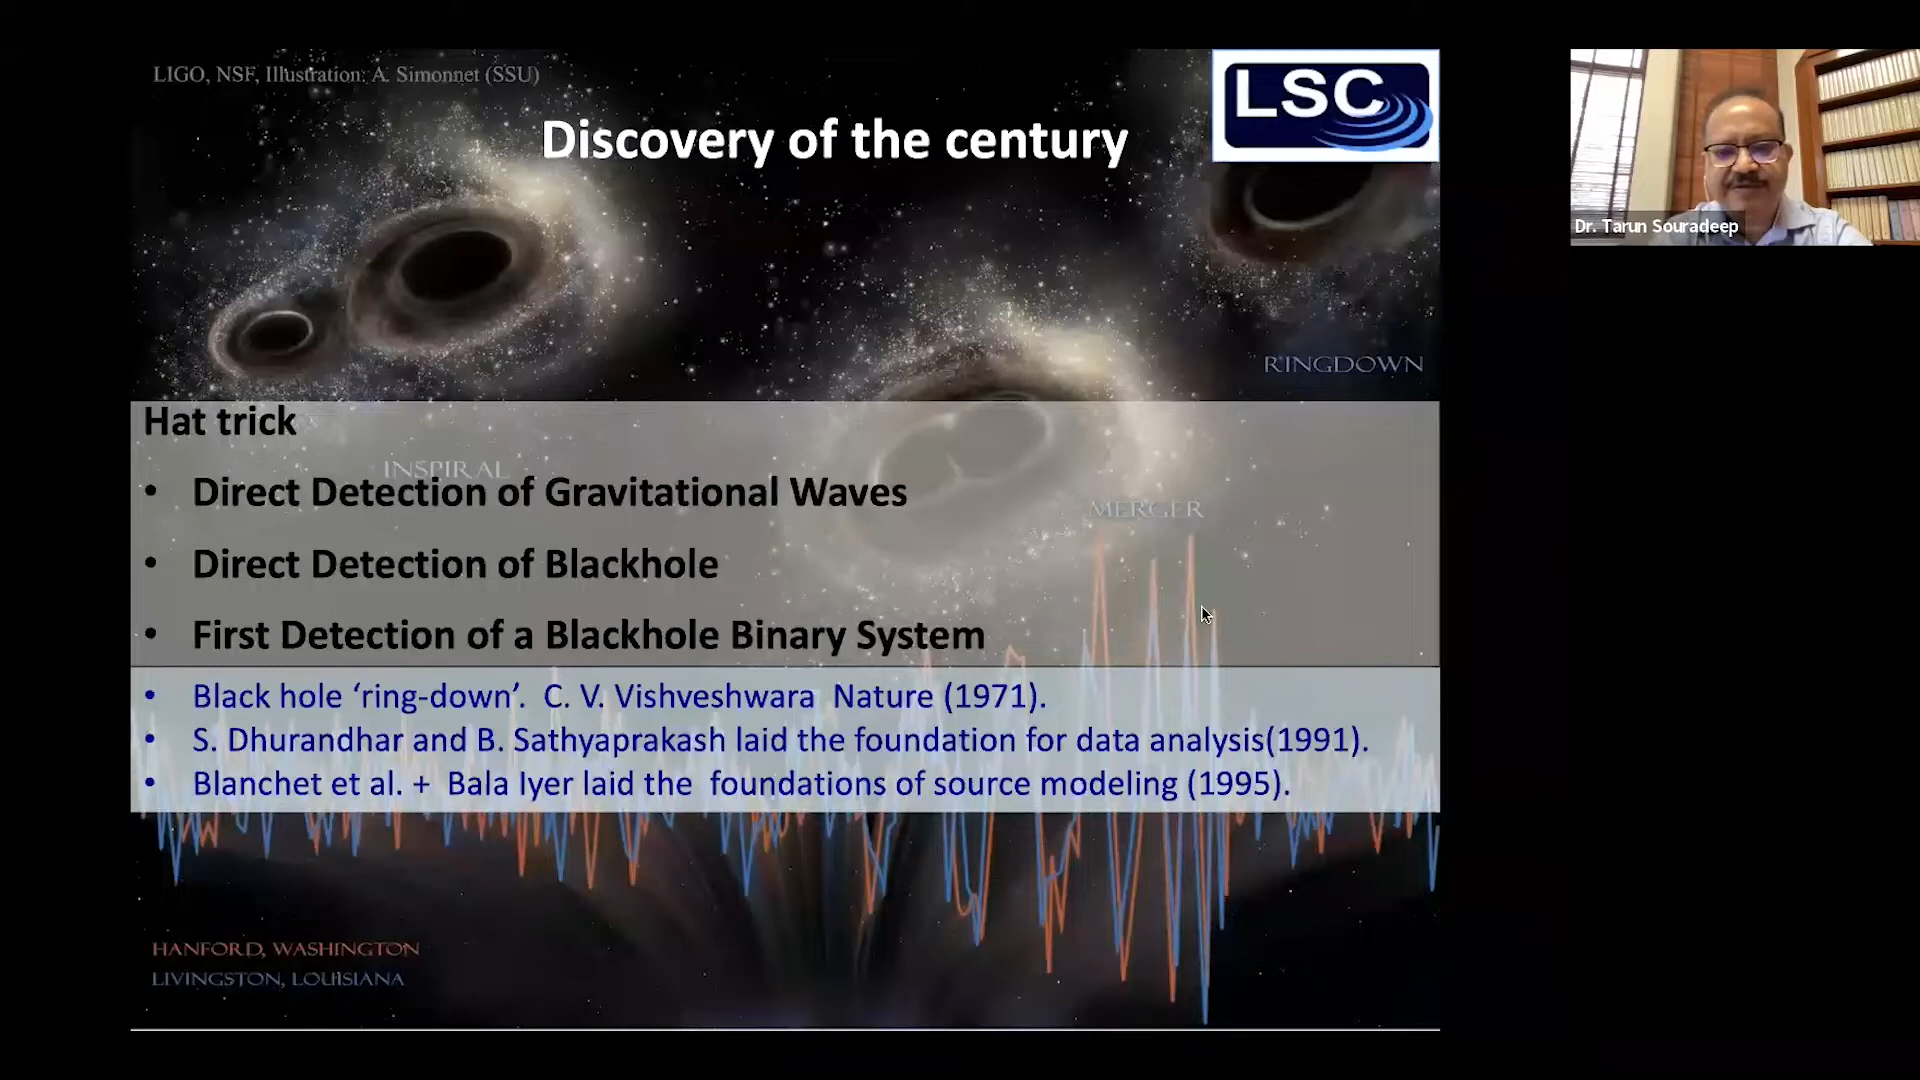 LIGO, NSF, Illustration: A. Simonnet (SSU)
LSC
Discovery of the century
Dr. Tarun Souradeep
RINGDOWN
Hat trick
INSPIRAL
• Direct Detection of Gravitational Waves
MERGER
• Direct Detection of Blackhole
• First Detection of a Blackhole Binary System
• Black hole ‘ring-down’. C. V. Vishveshwara Nature (1971).
• S. Dhurandhar and B. Sathyaprakash laid the foundation for data analysis(1991).
• Blanchet et al. + Bala Iyer laid the foundations of source modeling (1995).
HANFORD, WASHINGTON
LIVINGSTON, LOUISIANA